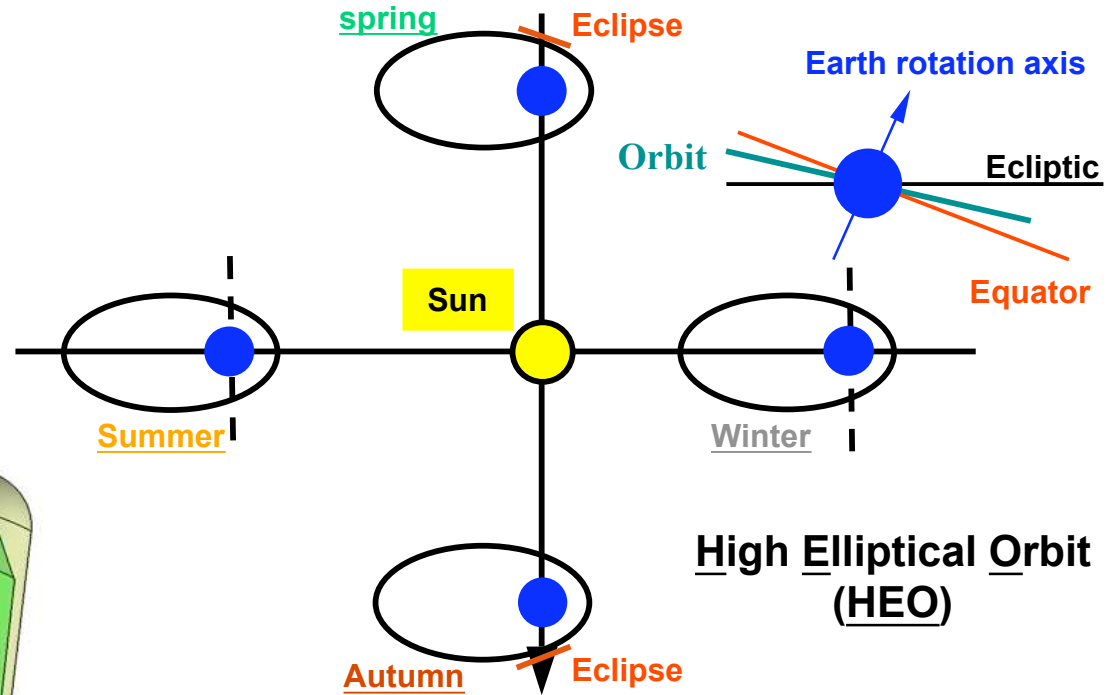 spring
Eclipse
Earth rotation axis
Orbit
Ecliptic
Equator
Sun
Summer
Winter
High Elliptical Orbit
(HEO)
Autumn
Eclipse